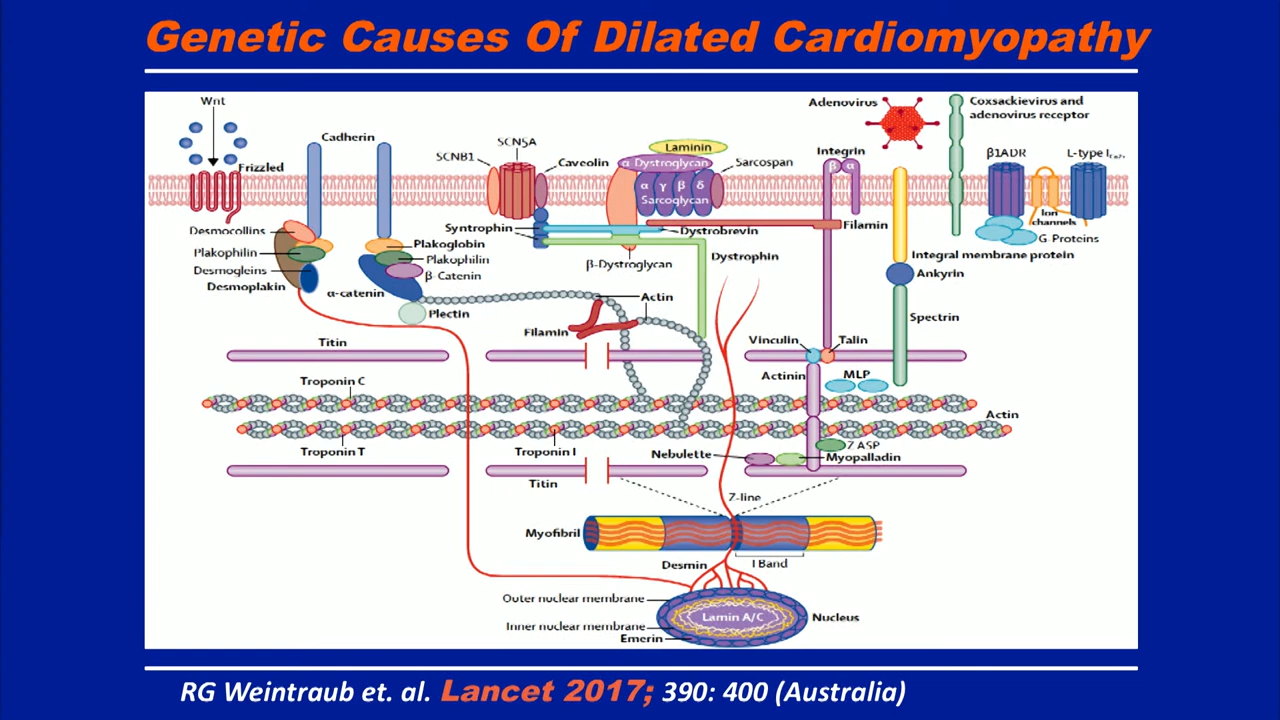 Genetic Causes Of Dilated Cardiomyopathy
Wnt
Frizzled
Cadherin
SCNB1
SCN5A
Caveolin
Laminin
α-Dystroglycan
Sarcospan
α γ β δ
Sarcoglycan
Adenovirus
Coxsackievirus and
adenovirus receptor
Integrin
β α
β1ADR
L-type ICa2+
Desmocollins
Plakophilin
Desmogleins
Desmoplakin
Plakoglobin
Plakophilin
β-Catenin
α-catenin
Plectin
Syntrophin
Dystrobrevin
β-Dystroglycan
Dystrophin
Filamin
Ion
channels
G-Proteins
Integral membrane protein
Ankyrin
Spectrin
Actin
Filamin
Titin
Vinculin
Talin
Actinin
MLP
Troponin C
Actin
Troponin T
Troponin I
Nebulette
ZASP
Myopalladin
Titin
Z-line
Myofibril
Desmin
I Band
Outer nuclear membrane
Lamin A/C
Nucleus
Inner nuclear membrane
Emerin
RG Weintraub et. al. Lancet 2017; 390: 400 (Australia)